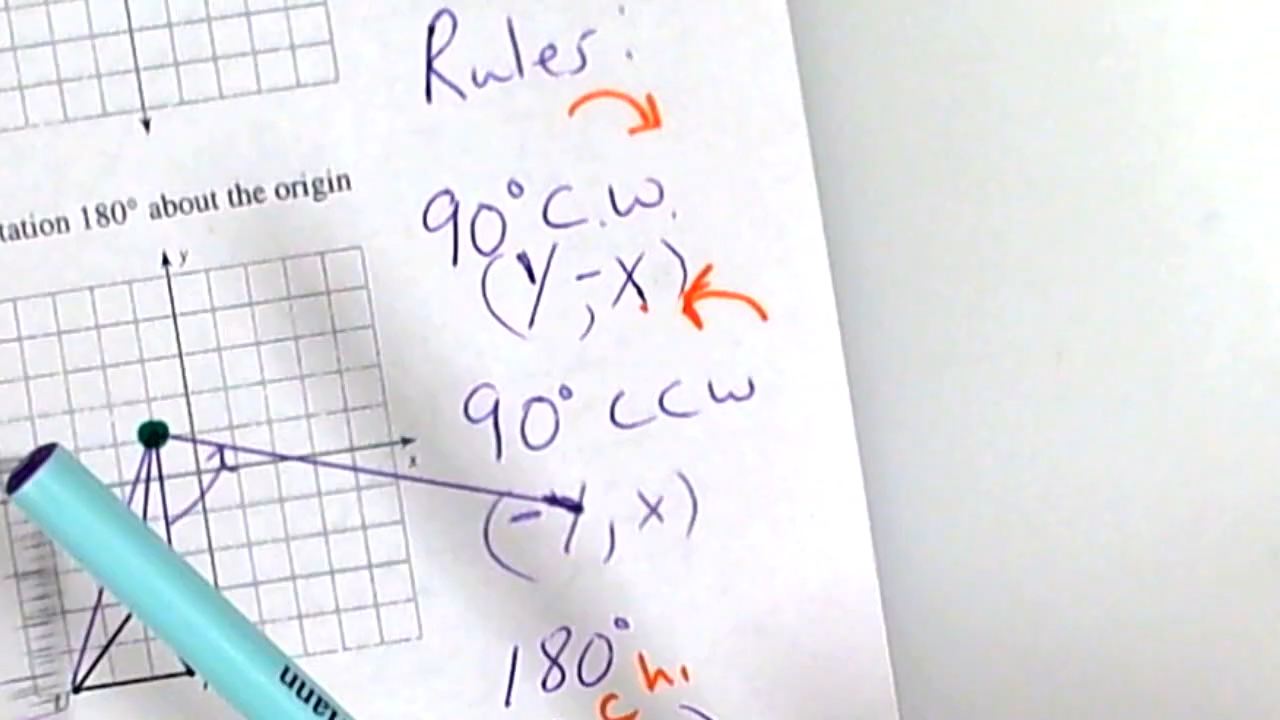 Rules:
90° C.W.
(y, -x)
tation 180° about the origin
y
90° CCW
x
(-y, x)
180°